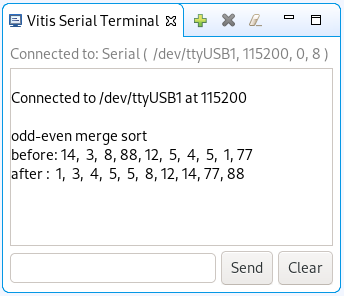 Vitis Serial Terminal
Connected to: Serial ( /dev/ttyUSB1, 115200, 0, 8 )
Connected to /dev/ttyUSB1 at 115200
odd-even merge sort
before: 14,  3,  8, 88, 12,  5,  4,  5,  1, 77
after :  1,  3,  4,  5,  5,  8, 12, 14, 77, 88
Send Clear